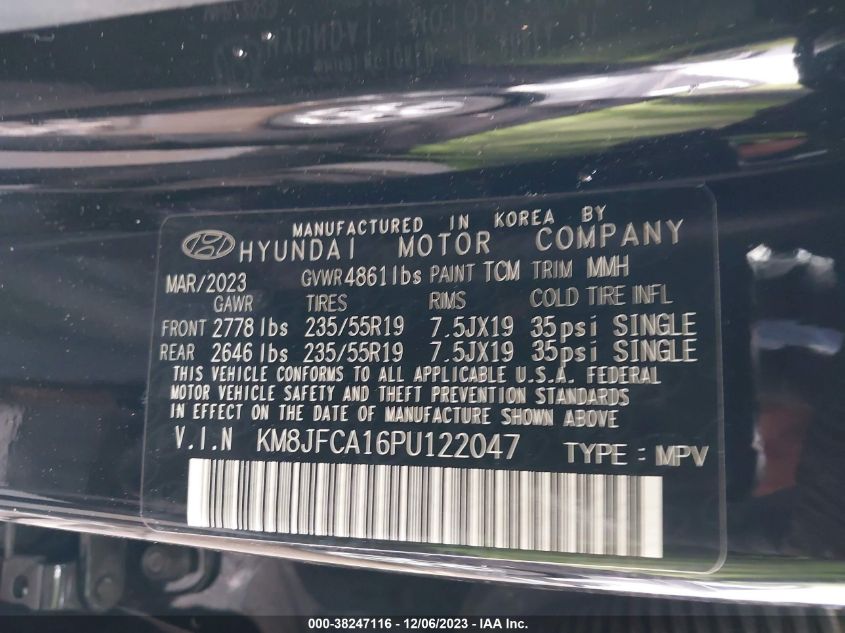 MANUFACTURED IN KOREA BY
HYUNDAI MOTOR COMPANY
MAR/2023 GVWR 4861lbs PAINT TCM TRIM MMH
GAWR TIRES RIMS COLD TIRE INFL
FRONT 2778 lbs 235/55R19 7.5JX19 35psi SINGLE
REAR 2646 lbs 235/55R19 7.5JX19 35psi SINGLE
THIS VEHICLE CONFORMS TO ALL APPLICABLE U.S.A. FEDERAL
MOTOR VEHICLE SAFETY AND THEFT PREVENTION STANDARDS
IN EFFECT ON THE DATE OF MANUFACTURE SHOWN ABOVE
V.I.N KM8JFCA16PU122047 TYPE : MPV
000-38247116 - 12/06/2023 - IAA Inc.